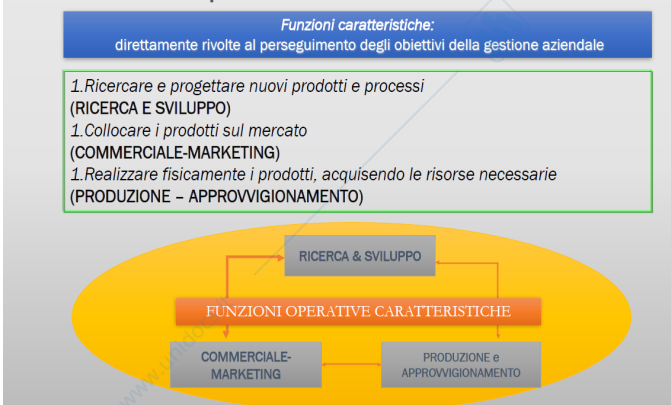 Funzioni caratteristiche:
direttamente rivolte al perseguimento degli obiettivi della gestione aziendale
1.Ricercare e progettare nuovi prodotti e processi
(RICERCA E SVILUPPO)
1.Collocare i prodotti sul mercato
(COMMERCIALE-MARKETING)
1.Realizzare fisicamente i prodotti, acquisendo le risorse necessarie
(PRODUZIONE – APPROVVIGIONAMENTO)
RICERCA & SVILUPPO
FUNZIONI OPERATIVE CARATTERISTICHE
COMMERCIALE-
MARKETING
PRODUZIONE e
APPROVVIGIONAMENTO